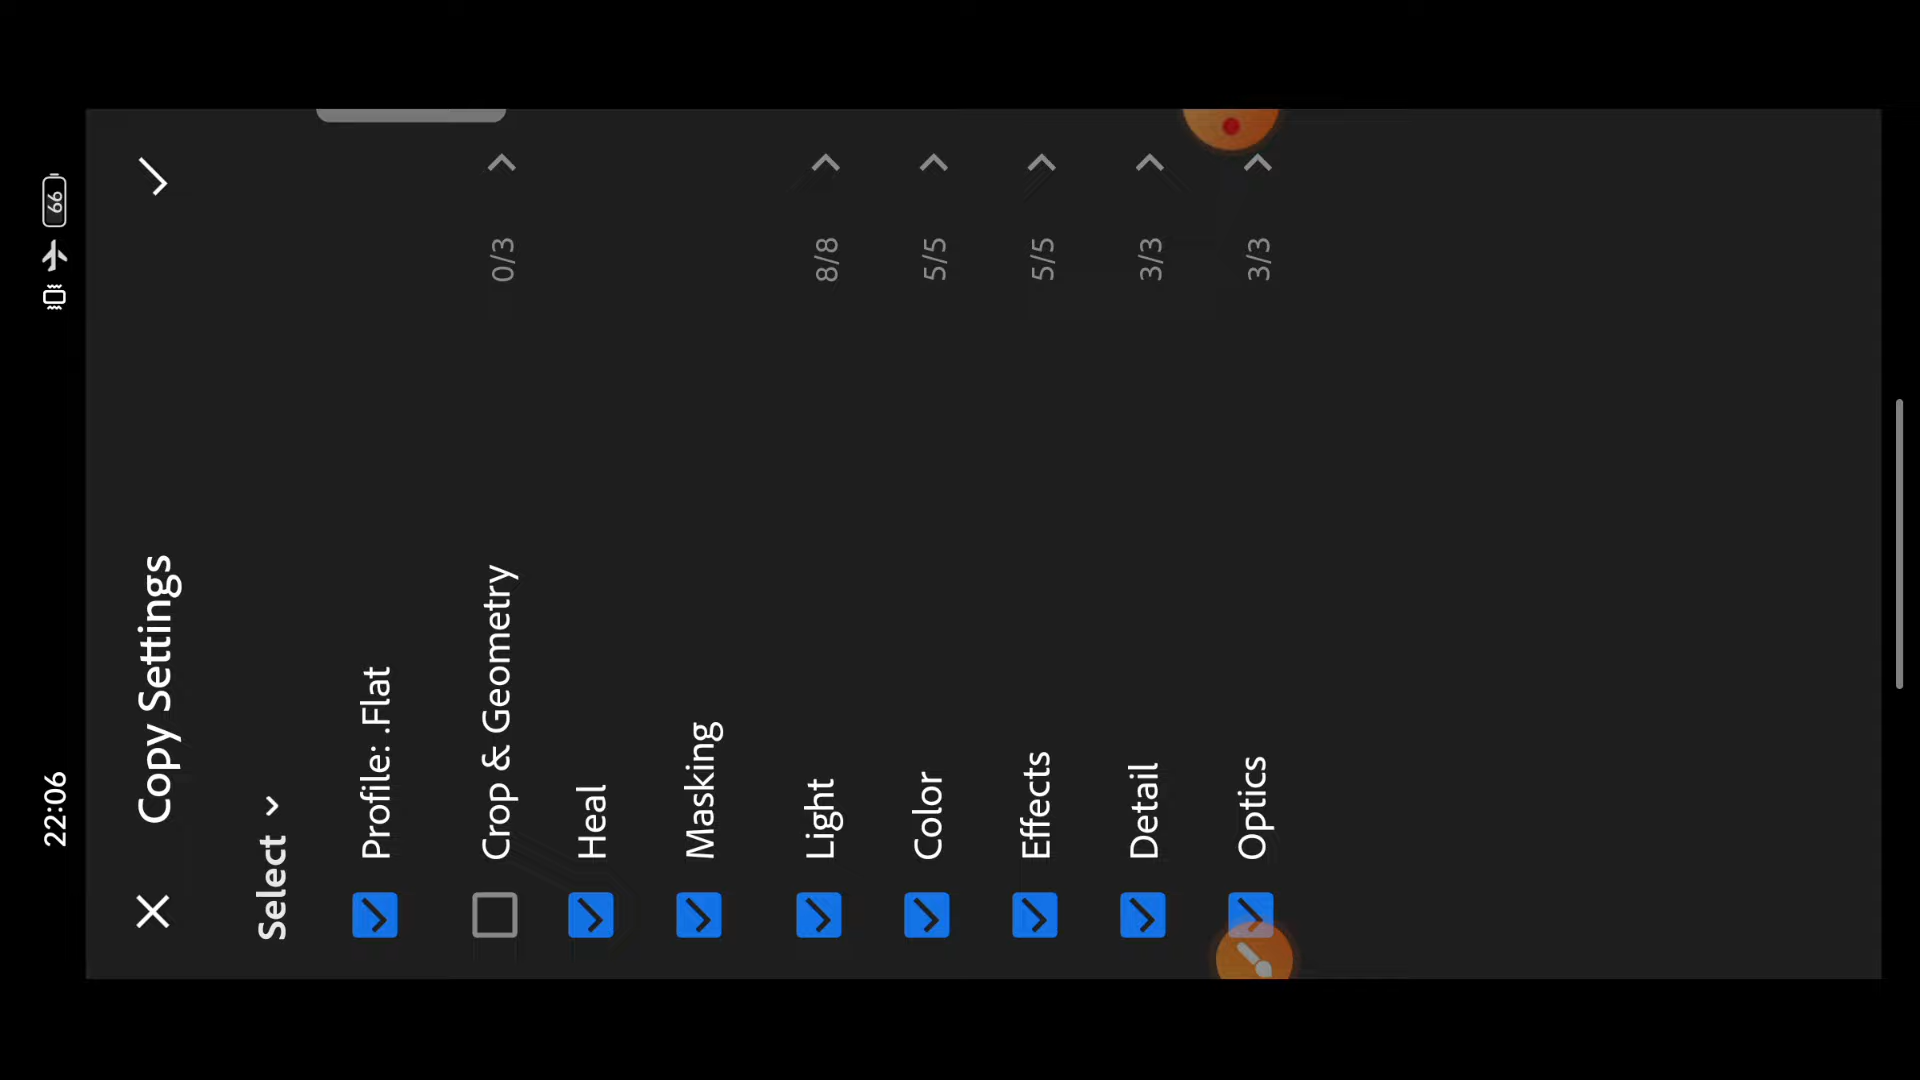 22:06
99
Copy Settings
Select
Profile: .Flat
Crop & Geometry 0/3
Heal
Masking
Light 8/8
Color 5/5
Effects 5/5
Detail 3/3
Optics 3/3